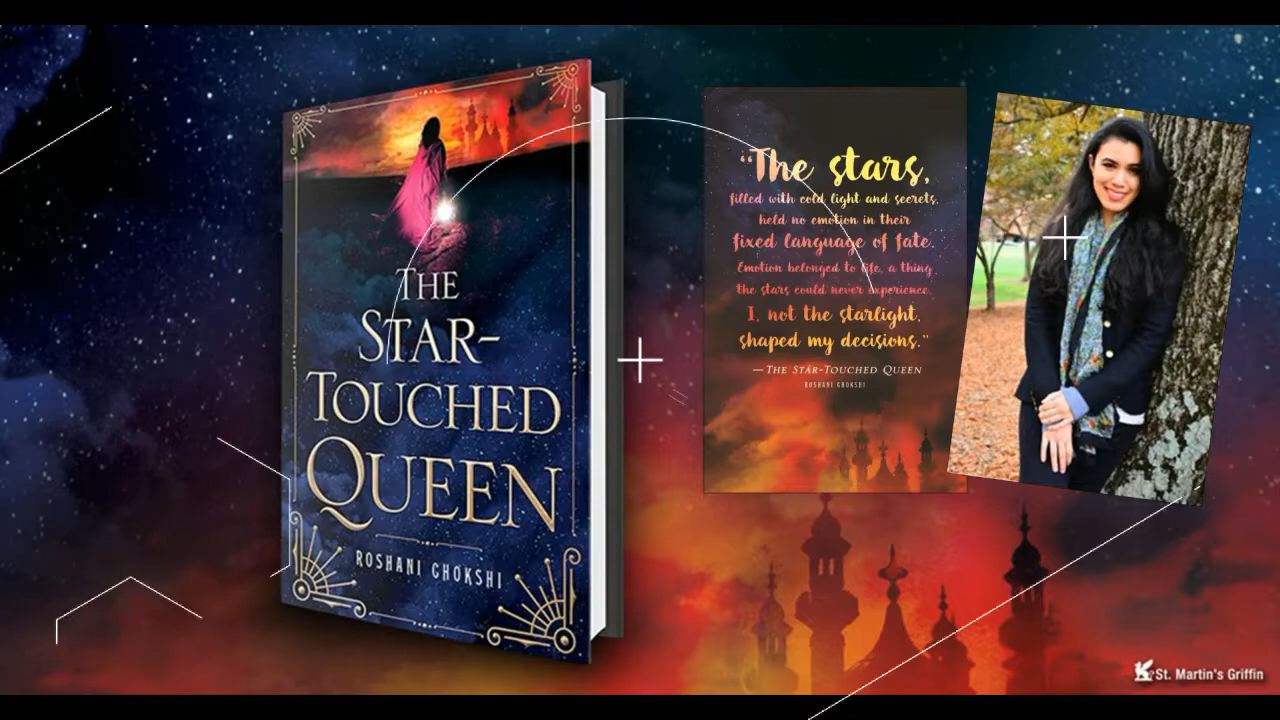 THE
STAR-
TOUCHED
QUEEN
ROSHANI CHOKSHI
“The stars,
filled with cold light and secrets,
held no emotion in their
fixed language of fate.
Emotion belonged to life, a thing
the stars could never experience.
I, not the starlight,
shaped my decisions.”
—THE STAR-TOUCHED QUEEN
ROSHANI CHOKSHI
St. Martin's Griffin